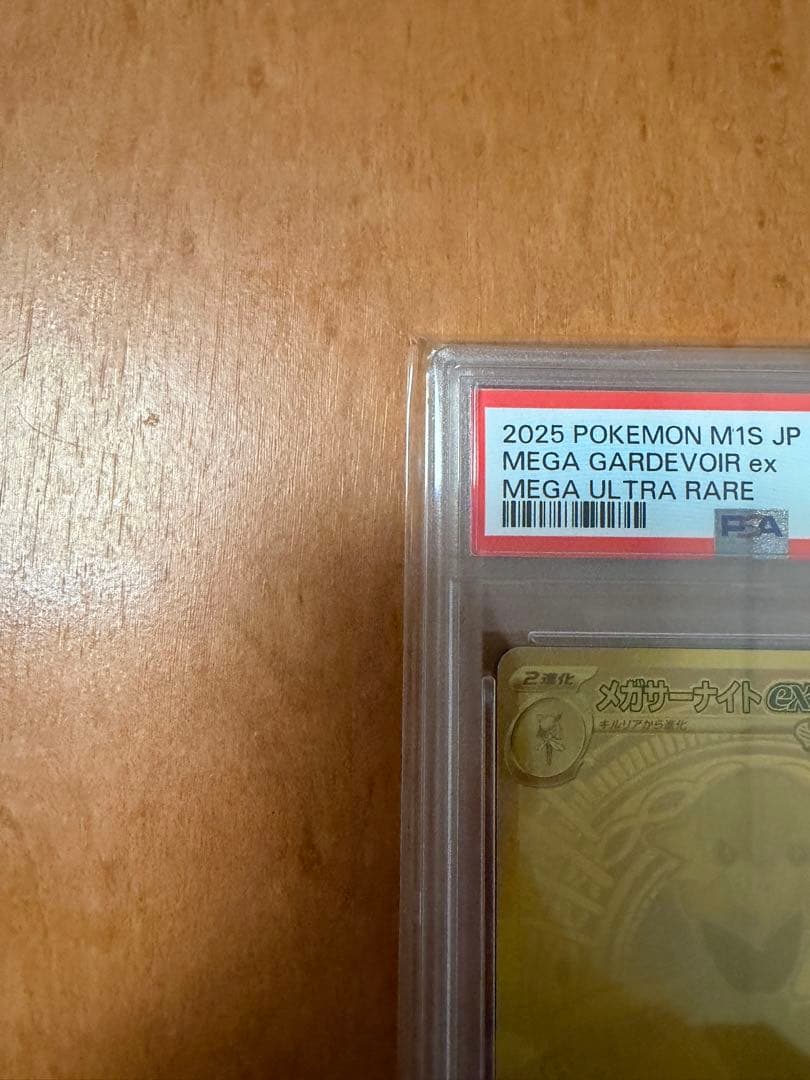 2025 POKEMON M1S JP
MEGA GARDEVOIR ex
MEGA ULTRA RARE
PSA
2進化
メガサーナイトex
キルリアから進化